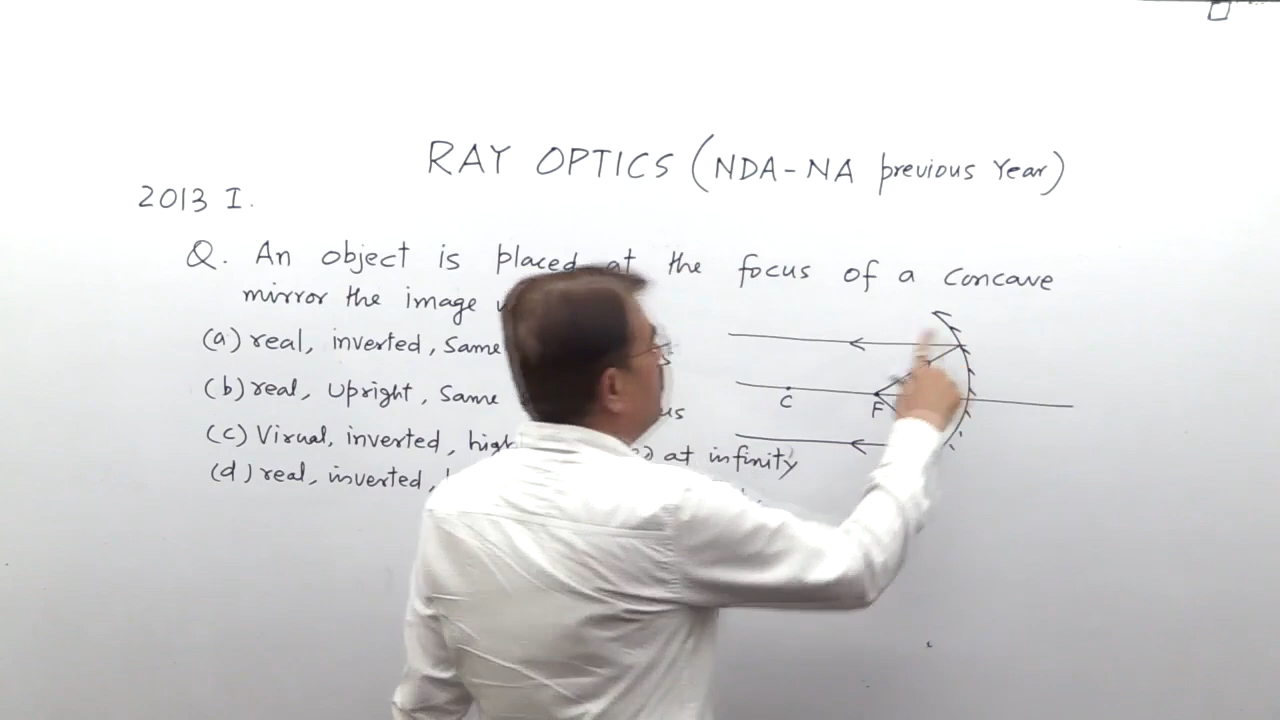 RAY OPTICS (NDA-NA previous Year)
2013 I.
Q. An object is placed at the focus of a concave
mirror the image
(a) real, inverted, Same
(b) real, Upright, Same
(c) Virual, inverted, at infinity
(d) real, inverted,
C
F